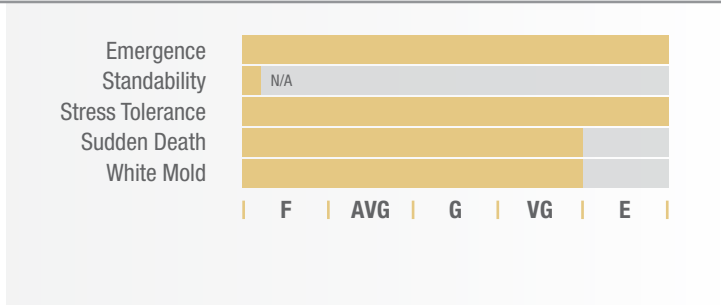 Emergence
Standability N/A
Stress Tolerance
Sudden Death
White Mold
F AVG G VG E